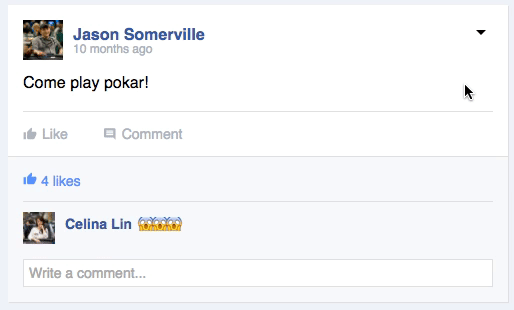 Jason Somerville
10 months ago
Come play pokar!
Like Comment
4 likes
Celina Lin 😱😱😱😱
Write a comment...